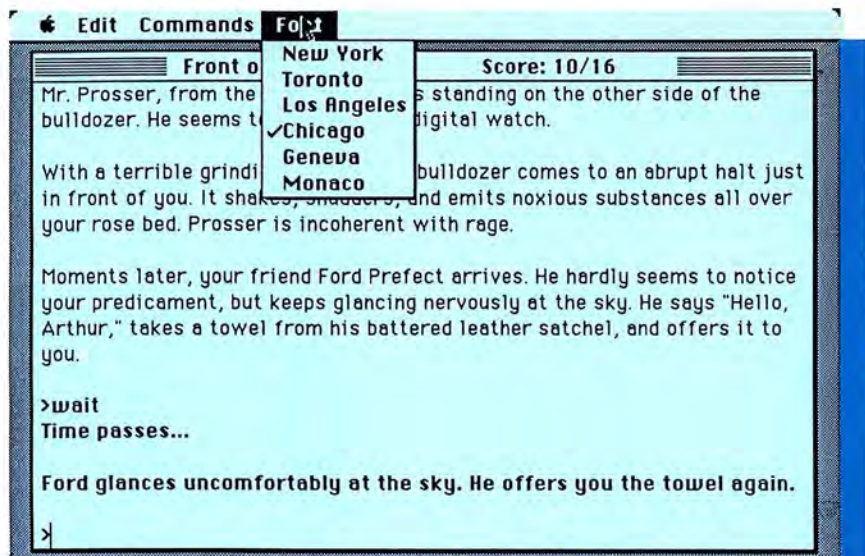 Edit Commands Font
Front o Score: 10/16
New York
Toronto
Los Angeles
✓Chicago
Geneva
Monaco
Mr. Prosser, from the s standing on the other side of the
bulldozer. He seems t digital watch.
With a terrible grindi bulldozer comes to an abrupt halt just
in front of you. It shakes, shudders, and emits noxious substances all over
your rose bed. Prosser is incoherent with rage.
Moments later, your friend Ford Prefect arrives. He hardly seems to notice
your predicament, but keeps glancing nervously at the sky. He says "Hello,
Arthur," takes a towel from his battered leather satchel, and offers it to
you.
>wait
Time passes...
Ford glances uncomfortably at the sky. He offers you the towel again.
>